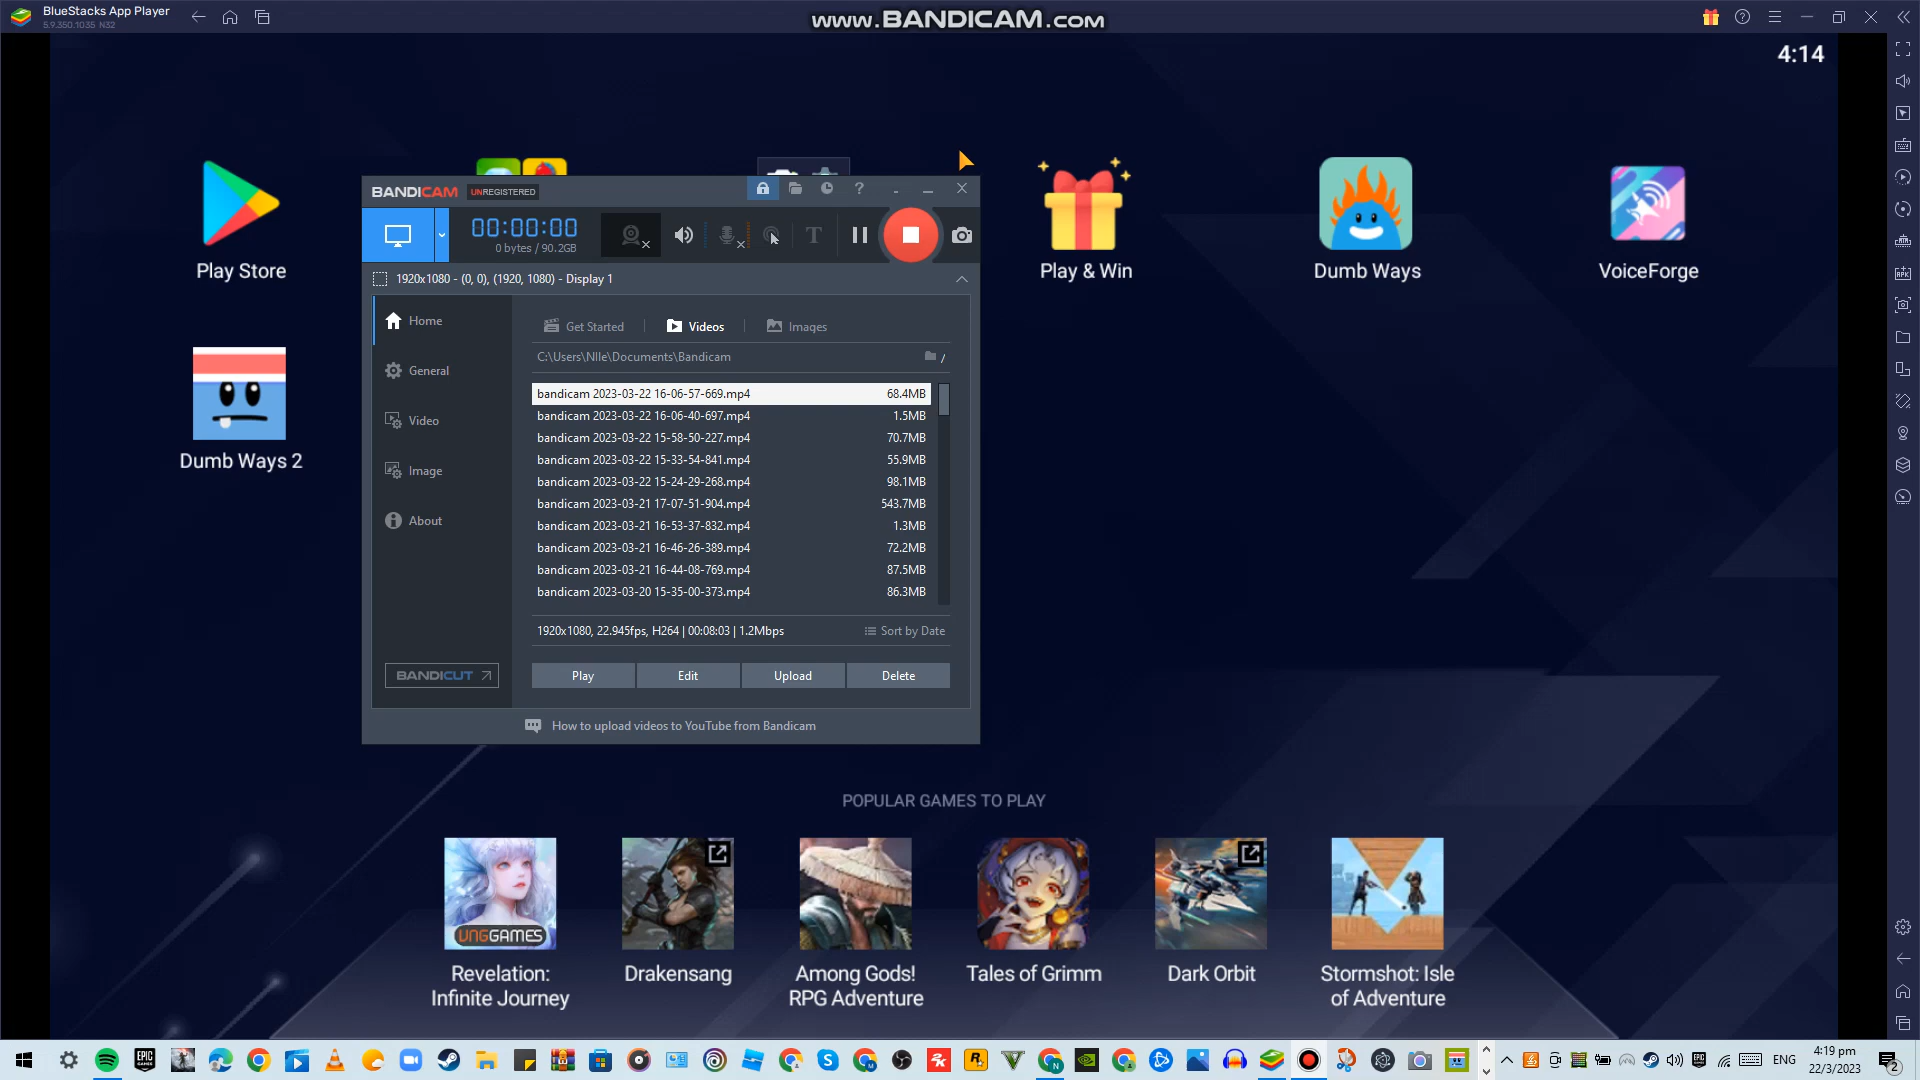 BlueStacks App Player
5.9.350.1035 N32
www.BANDICAM.com
4:14
Play Store
Play & Win
Dumb Ways
VoiceForge
Dumb Ways 2
BANDICAM UNREGISTERED
?
00:00:00
0 bytes / 90.2GB
T
1920x1080 - (0, 0), (1920, 1080) - Display 1
Home
General
Video
Image
About
BANDICUT
Get Started
Videos
Images
C:\Users\Nlle\Documents\Bandicam
bandicam 2023-03-22 16-06-57-669.mp4 68.4MB
bandicam 2023-03-22 16-06-40-697.mp4 1.5MB
bandicam 2023-03-22 15-58-50-227.mp4 70.7MB
bandicam 2023-03-22 15-33-54-841.mp4 55.9MB
bandicam 2023-03-22 15-24-29-268.mp4 98.1MB
bandicam 2023-03-21 17-07-51-904.mp4 543.7MB
bandicam 2023-03-21 16-53-37-832.mp4 1.3MB
bandicam 2023-03-21 16-46-26-389.mp4 72.2MB
bandicam 2023-03-21 16-44-08-769.mp4 87.5MB
bandicam 2023-03-20 15-35-00-373.mp4 86.3MB
1920x1080, 22.945fps, H264 | 00:08:03 | 1.2Mbps
Sort by Date
Play
Edit
Upload
Delete
How to upload videos to YouTube from Bandicam
POPULAR GAMES TO PLAY
VNGGAMES
Revelation:
Infinite Journey
Drakensang
Among Gods!
RPG Adventure
Tales of Grimm
Dark Orbit
Stormshot: Isle
of Adventure
ENG
4:19 pm
22/3/2023
2